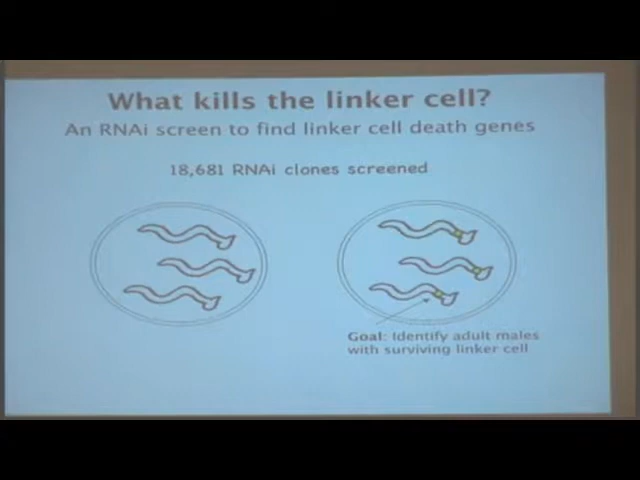 What kills the linker cell?
An RNAi screen to find linker cell death genes
18,681 RNAi clones screened
Goal: Identify adult males
with surviving linker cell